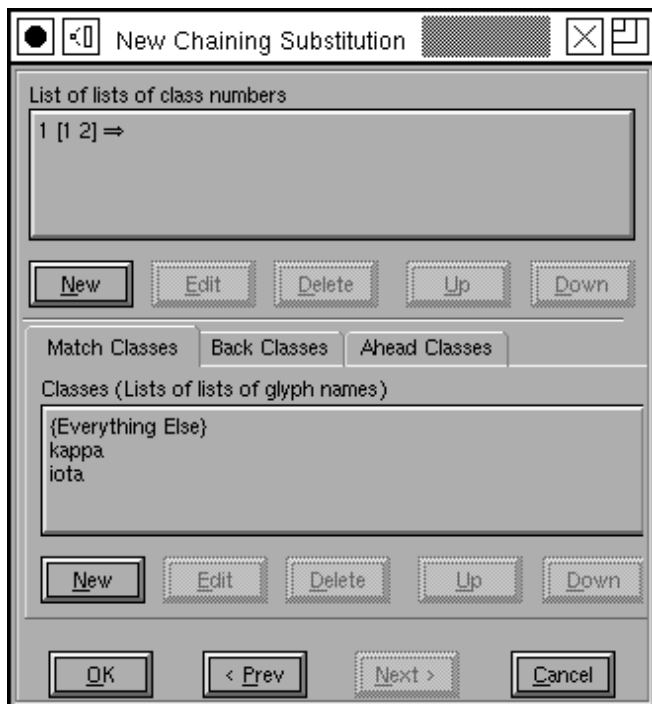 New Chaining Substitution
List of lists of class numbers
1 [1 2] ⇒
New Edit Delete Up Down
Match Classes Back Classes Ahead Classes
Classes (Lists of lists of glyph names)
{Everything Else}
kappa
iota
New Edit Delete Up Down
OK < Prev Next > Cancel